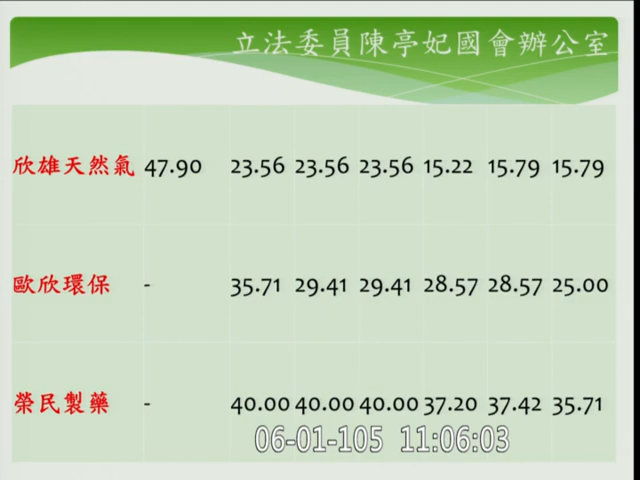 立法委員陳亭妃國會辦公室
欣雄天然氣 47.90 23.56 23.56 23.56 15.22 15.79 15.79
歐欣環保 - 35.71 29.41 29.41 28.57 28.57 25.00
榮民製藥 - 40.00 40.00 40.00 37.20 37.42 35.71
06-01-105 11:06:03